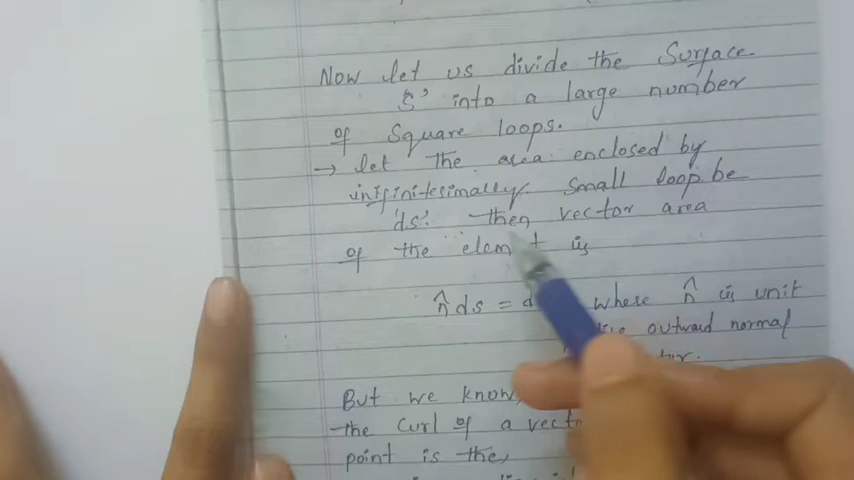 Now let us divide the Surface
S' into a large number
of Square loops.
→ let the area enclosed by
infinitesimally small loop be
'ds'. then vector area
of the elemt is
n̂ ds = d where n̂ is unit
outward normal
But we know,
the Curl of a vect
point is the,